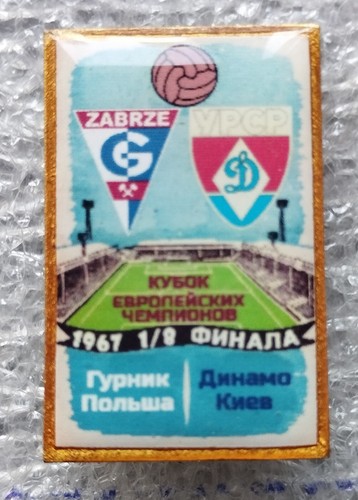 ZABRZE
УРСР
G
Д
КУБОК
ЕВРОПЕЙСКИХ
ЧЕМПИОНОВ
1967 1/8 ФИНАЛА
Гурник Динамо
Польша Киев